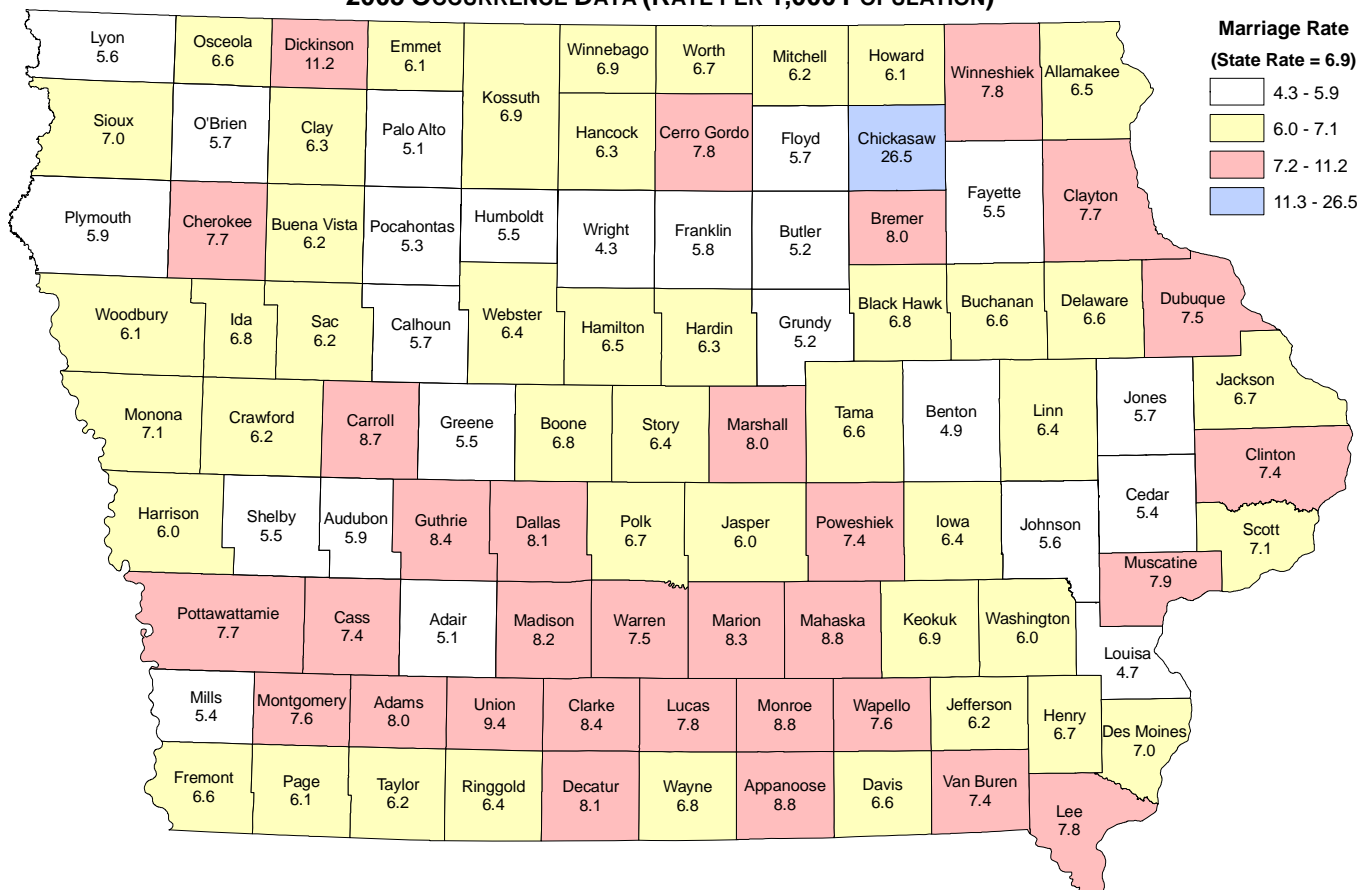 Marriage Rate
(State Rate = 6.9)
4.3 - 5.9
6.0 - 7.1
7.2 - 11.2
11.3 - 26.5
Lyon
5.6
Osceola
6.6
Dickinson
11.2
Emmet
6.1
Kossuth
6.9
Winnebago
6.9
Worth
6.7
Mitchell
6.2
Howard
6.1
Winneshiek
7.8
Allamakee
6.5
Sioux
7.0
O'Brien
5.7
Clay
6.3
Palo Alto
5.1
Hancock
6.3
Cerro Gordo
7.8
Floyd
5.7
Chickasaw
26.5
Plymouth
5.9
Cherokee
7.7
Buena Vista
6.2
Pocahontas
5.3
Humboldt
5.5
Wright
4.3
Franklin
5.8
Butler
5.2
Bremer
8.0
Fayette
5.5
Clayton
7.7
Woodbury
6.1
Ida
6.8
Sac
6.2
Calhoun
5.7
Webster
6.4
Hamilton
6.5
Hardin
6.3
Grundy
5.2
Black Hawk
6.8
Buchanan
6.6
Delaware
6.6
Dubuque
7.5
Monona
7.1
Crawford
6.2
Carroll
8.7
Greene
5.5
Boone
6.8
Story
6.4
Marshall
8.0
Tama
6.6
Benton
4.9
Linn
6.4
Jones
5.7
Jackson
6.7
Clinton
7.4
Harrison
6.0
Shelby
5.5
Audubon
5.9
Guthrie
8.4
Dallas
8.1
Polk
6.7
Jasper
6.0
Poweshiek
7.4
Iowa
6.4
Johnson
5.6
Cedar
5.4
Scott
7.1
Muscatine
7.9
Pottawattamie
7.7
Cass
7.4
Adair
5.1
Madison
8.2
Warren
7.5
Marion
8.3
Mahaska
8.8
Keokuk
6.9
Washington
6.0
Louisa
4.7
Mills
5.4
Montgomery
7.6
Adams
8.0
Union
9.4
Clarke
8.4
Lucas
7.8
Monroe
8.8
Wapello
7.6
Jefferson
6.2
Henry
6.7
Des Moines
7.0
Fremont
6.6
Page
6.1
Taylor
6.2
Ringgold
6.4
Decatur
8.1
Wayne
6.8
Appanoose
8.8
Davis
6.6
Van Buren
7.4
Lee
7.8